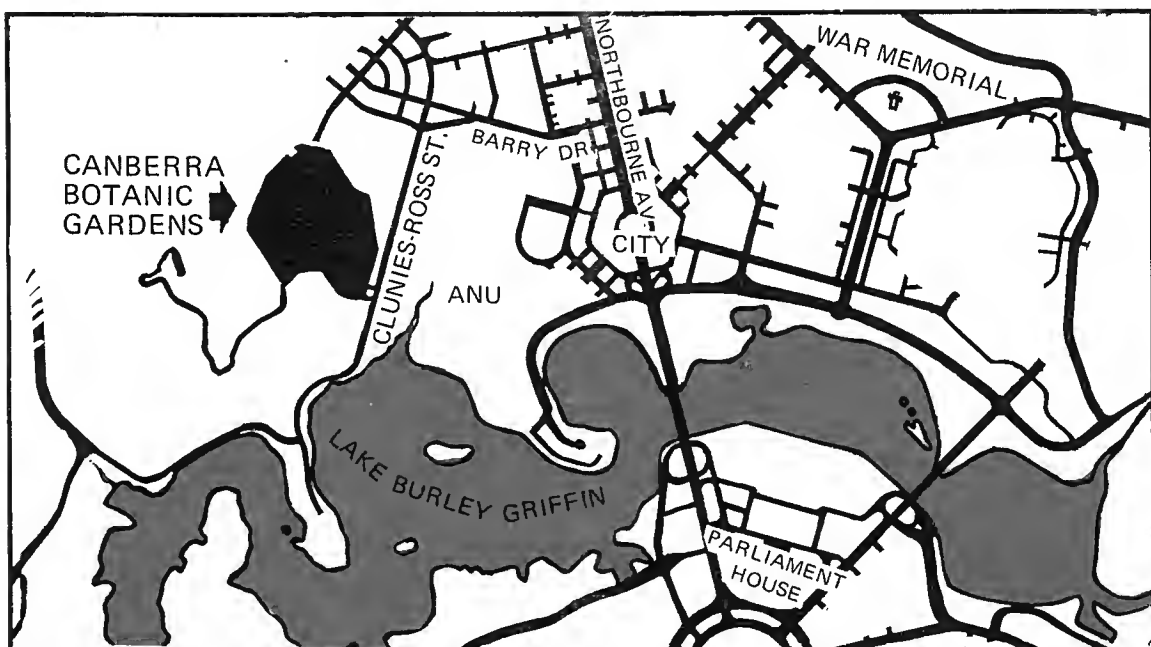 WAR MEMORIAL
NORTHBOURNE AV.
BARRY DR
CANBERRA
BOTANIC
GARDENS
CLUNIES-ROSS ST.
CITY
ANU
LAKE BURLEY GRIFFIN
PARLIAMENT
HOUSE